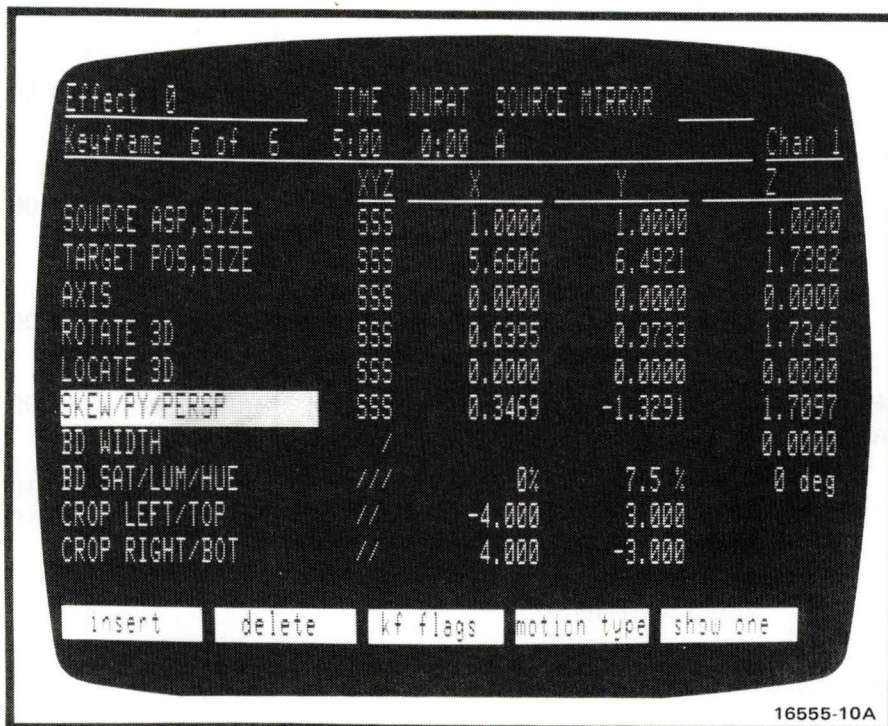 Effect 0 TIME DURAT SOURCE MIRROR
Keyframe 6 of 6 5:00 0:00 A Chan 1
XYZ X Y Z
SOURCE ASP,SIZE SSS 1.0000 1.0000 1.0000
TARGET POS,SIZE SSS 5.6606 6.4921 1.7382
AXIS SSS 0.0000 0.0000 0.0000
ROTATE 3D SSS 0.6395 0.9733 1.7346
LOCATE 3D SSS 0.0000 0.0000 0.0000
SKEW/PY/PERSP SSS 0.3469 -1.3291 1.7097
BD WIDTH / 0.0000
BD SAT/LUM/HUE /// 0% 7.5 % 0 deg
CROP LEFT/TOP // -4.000 3.000
CROP RIGHT/BOT // 4.000 -3.000
insert delete kf flags motion type show one
16555-10A